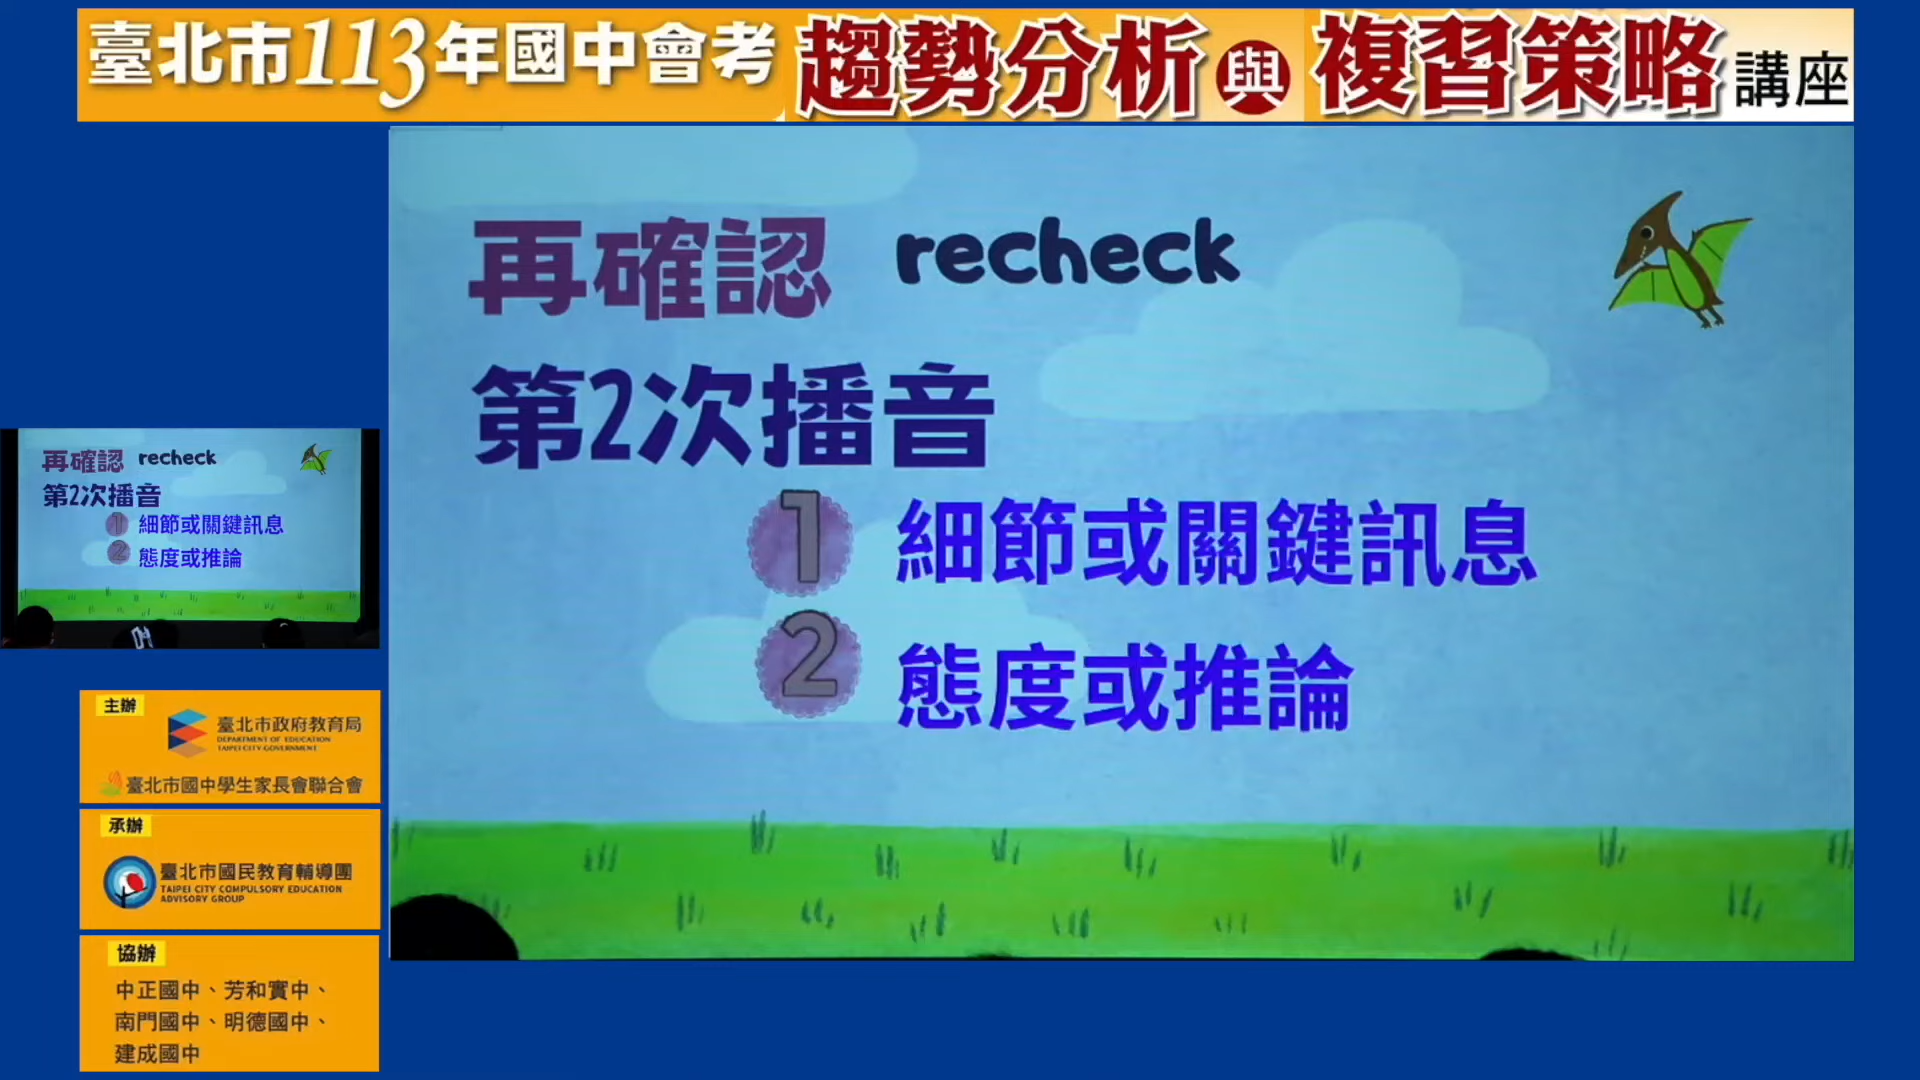 臺北市113年國中會考 趨勢分析與複習策略講座
再確認 recheck
第2次播音
1 細節或關鍵訊息
2 態度或推論
再確認 recheck
第2次播音
1 細節或關鍵訊息
2 態度或推論
主辦
臺北市政府教育局
DEPARTMENT OF EDUCATION
TAIPEI CITY GOVERNMENT
臺北市國中學生家長會聯合會
承辦
臺北市國民教育輔導團
TAIPEI CITY COMPULSORY EDUCATION
ADVISORY GROUP
協辦
中正國中、芳和實中、
南門國中、明德國中、
建成國中